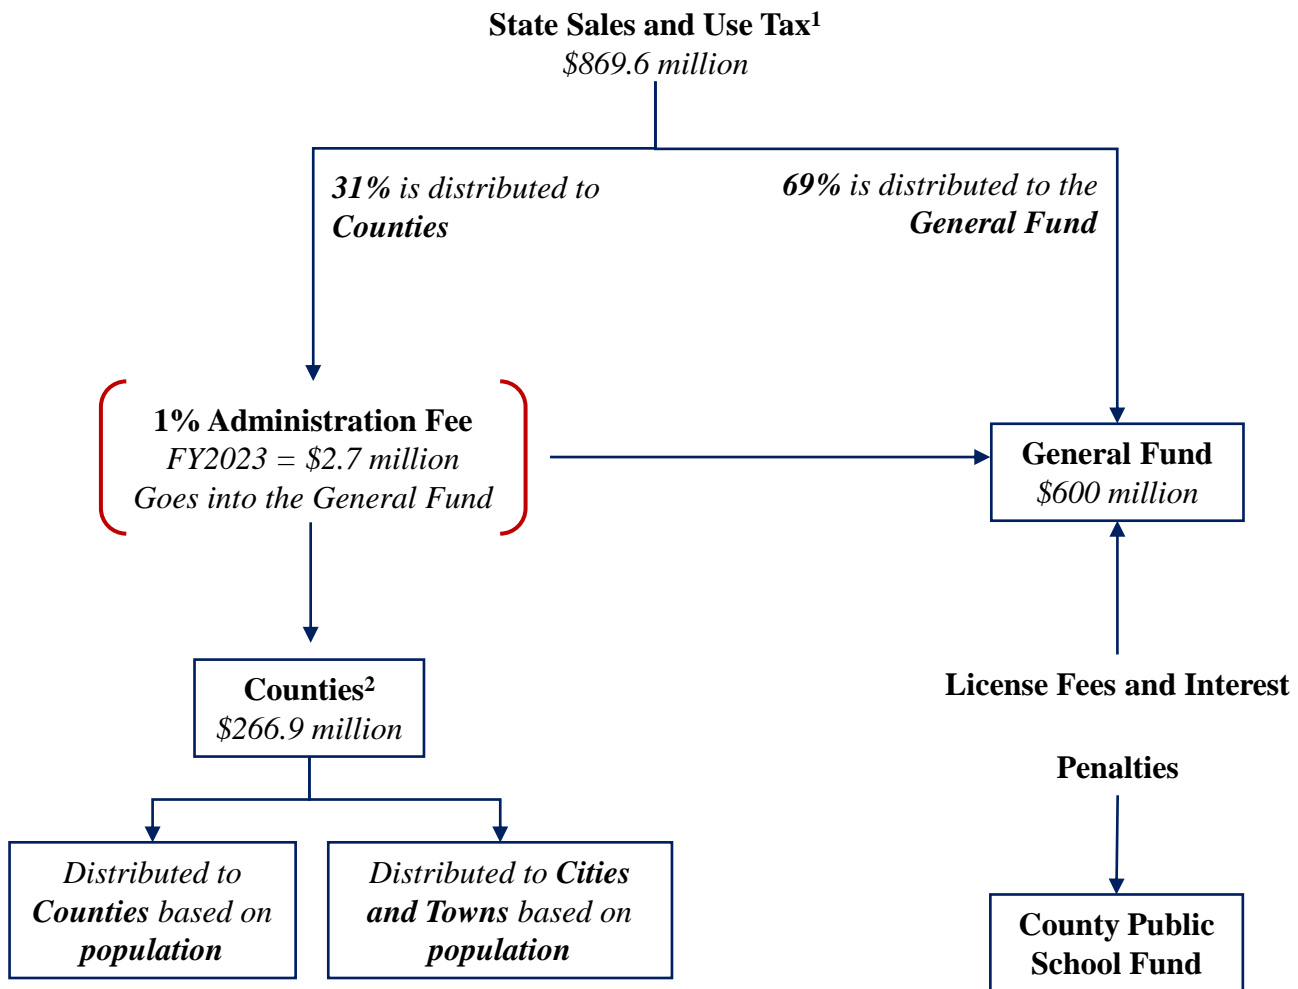 State Sales and Use Tax¹
$869.6 million
31% is distributed to
Counties
69% is distributed to the
General Fund
1% Administration Fee
FY2023 = $2.7 million
Goes into the General Fund
General Fund
$600 million
Counties²
$266.9 million
License Fees and Interest
Penalties
Distributed to
Counties based on
population
Distributed to Cities
and Towns based on
population
County Public
School Fund